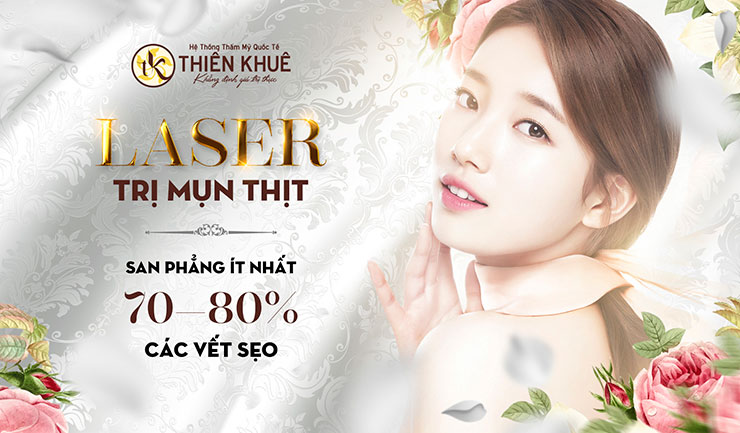 Hệ Thống Thẩm Mỹ Quốc Tế
THIÊN KHUÊ
Khẳng định giá trị thực
LASER
TRỊ MỤN THỊT
SAN PHẲNG ÍT NHẤT
70–80%
CÁC VẾT SẸO